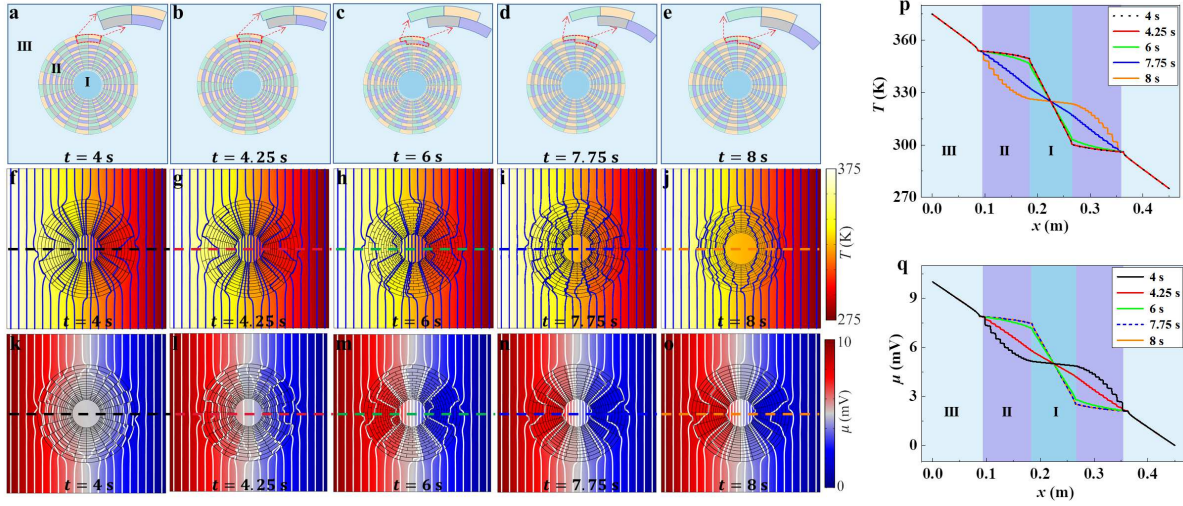 a
III
II
I
t = 4 s
b
t = 4.25 s
c
t = 6 s
d
t = 7.75 s
e
t = 8 s
f
t = 4 s
g
t = 4.25 s
h
t = 6 s
i
t = 7.75 s
j
t = 8 s
375
T (K)
275
k
t = 4 s
l
t = 4.25 s
m
t = 6 s
n
t = 7.75 s
o
t = 8 s
10
μ (mV)
0
p
360
330
300
270
T (K)
4 s
4.25 s
6 s
7.75 s
8 s
III
II
I
0.0
0.1
0.2
0.3
0.4
x (m)
q
9
6
3
0
μ (mV)
4 s
4.25 s
6 s
7.75 s
8 s
III
II
I
0.0
0.1
0.2
0.3
0.4
x (m)